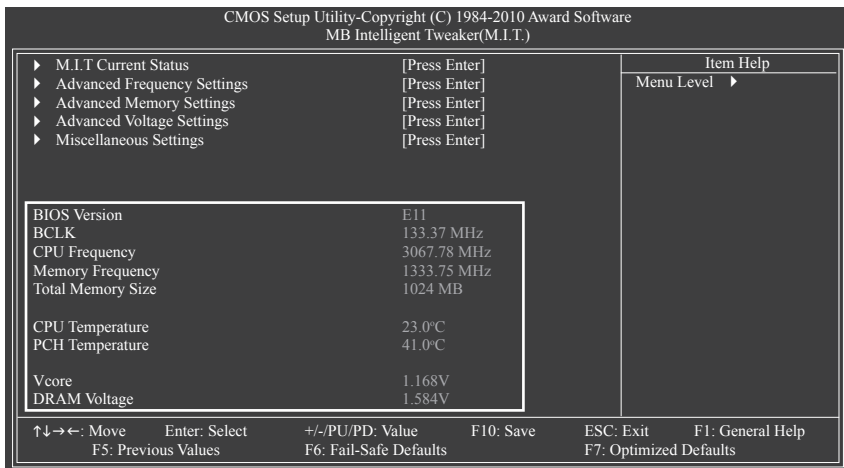 CMOS Setup Utility-Copyright (C) 1984-2010 Award Software
MB Intelligent Tweaker(M.I.T.)
▶ M.I.T Current Status [Press Enter]
▶ Advanced Frequency Settings [Press Enter]
▶ Advanced Memory Settings [Press Enter]
▶ Advanced Voltage Settings [Press Enter]
▶ Miscellaneous Settings [Press Enter]
Item Help
Menu Level ▶
BIOS Version E11
BCLK 133.37 MHz
CPU Frequency 3067.78 MHz
Memory Frequency 1333.75 MHz
Total Memory Size 1024 MB
CPU Temperature 23.0°C
PCH Temperature 41.0°C
Vcore 1.168V
DRAM Voltage 1.584V
↑↓→←: Move Enter: Select +/-/PU/PD: Value F10: Save ESC: Exit F1: General Help
F5: Previous Values F6: Fail-Safe Defaults F7: Optimized Defaults